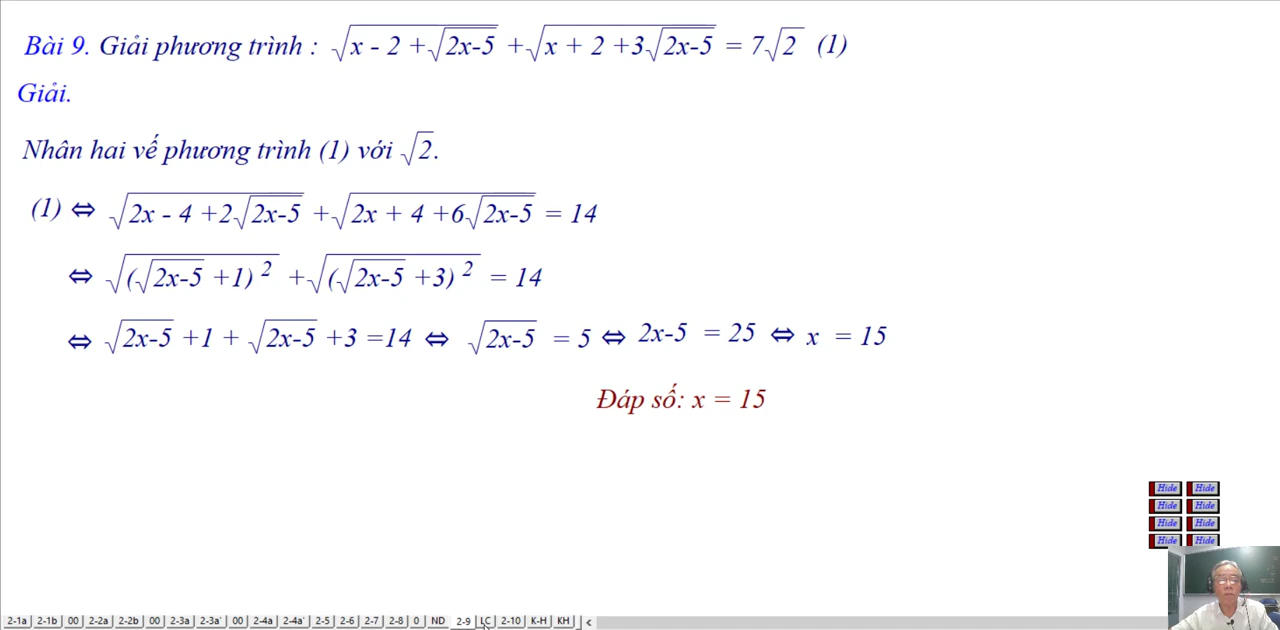 Bài 9. Giải phương trình : √(x - 2 +√(2x-5)) +√(x + 2 +3√(2x-5)) = 7√2 (1)
Giải.
Nhân hai vế phương trình (1) với √2.
(1) ⇔ √(2x - 4 +2√(2x-5)) +√(2x + 4 +6√(2x-5)) = 14
⇔ √((√(2x-5) +1)²) +√((√(2x-5) +3)²) = 14
⇔ √(2x-5) +1 + √(2x-5) +3 =14 ⇔ √(2x-5) = 5 ⇔ 2x-5 = 25 ⇔ x = 15
Đáp số: x = 15
Hide Hide
Hide Hide
Hide Hide
Hide Hide
2-1a 2-1b 00 2-2a 2-2b 00 2-3a 2-3a' 00 2-4a 2-4a' 2-5 2-6 2-7 2-8 0 ND 2-9 LC 2-10 K-H KH <